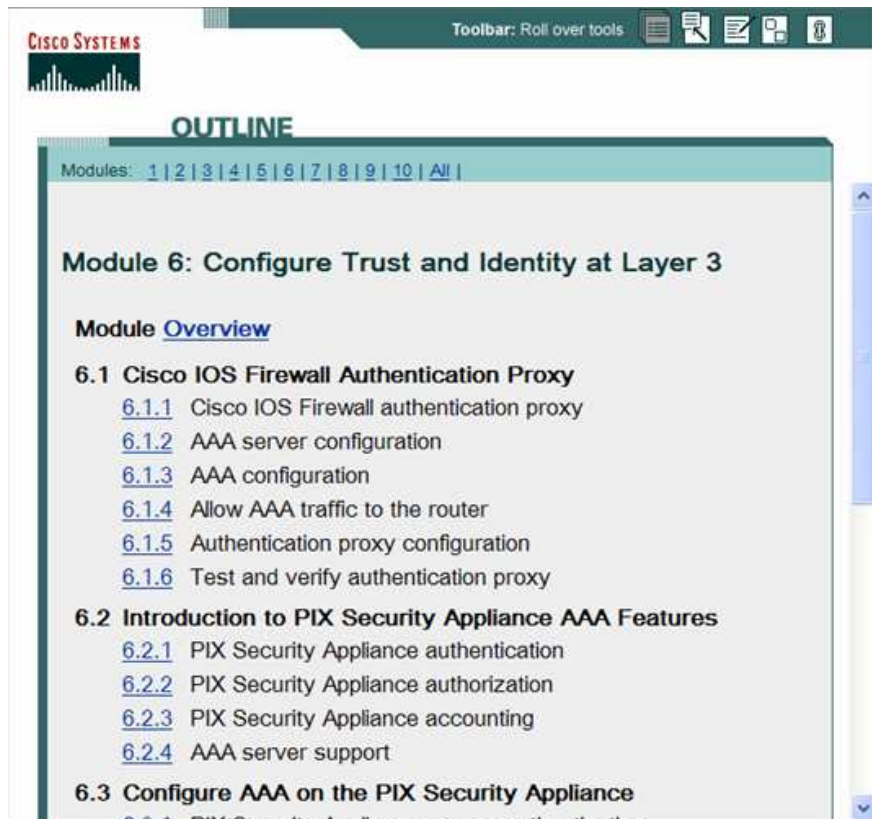 Toolbar: Roll over tools
CISCO SYSTEMS
OUTLINE
Modules: 1 | 2 | 3 | 4 | 5 | 6 | 7 | 8 | 9 | 10 | All |
Module 6: Configure Trust and Identity at Layer 3
Module Overview
6.1 Cisco IOS Firewall Authentication Proxy
6.1.1 Cisco IOS Firewall authentication proxy
6.1.2 AAA server configuration
6.1.3 AAA configuration
6.1.4 Allow AAA traffic to the router
6.1.5 Authentication proxy configuration
6.1.6 Test and verify authentication proxy
6.2 Introduction to PIX Security Appliance AAA Features
6.2.1 PIX Security Appliance authentication
6.2.2 PIX Security Appliance authorization
6.2.3 PIX Security Appliance accounting
6.2.4 AAA server support
6.3 Configure AAA on the PIX Security Appliance